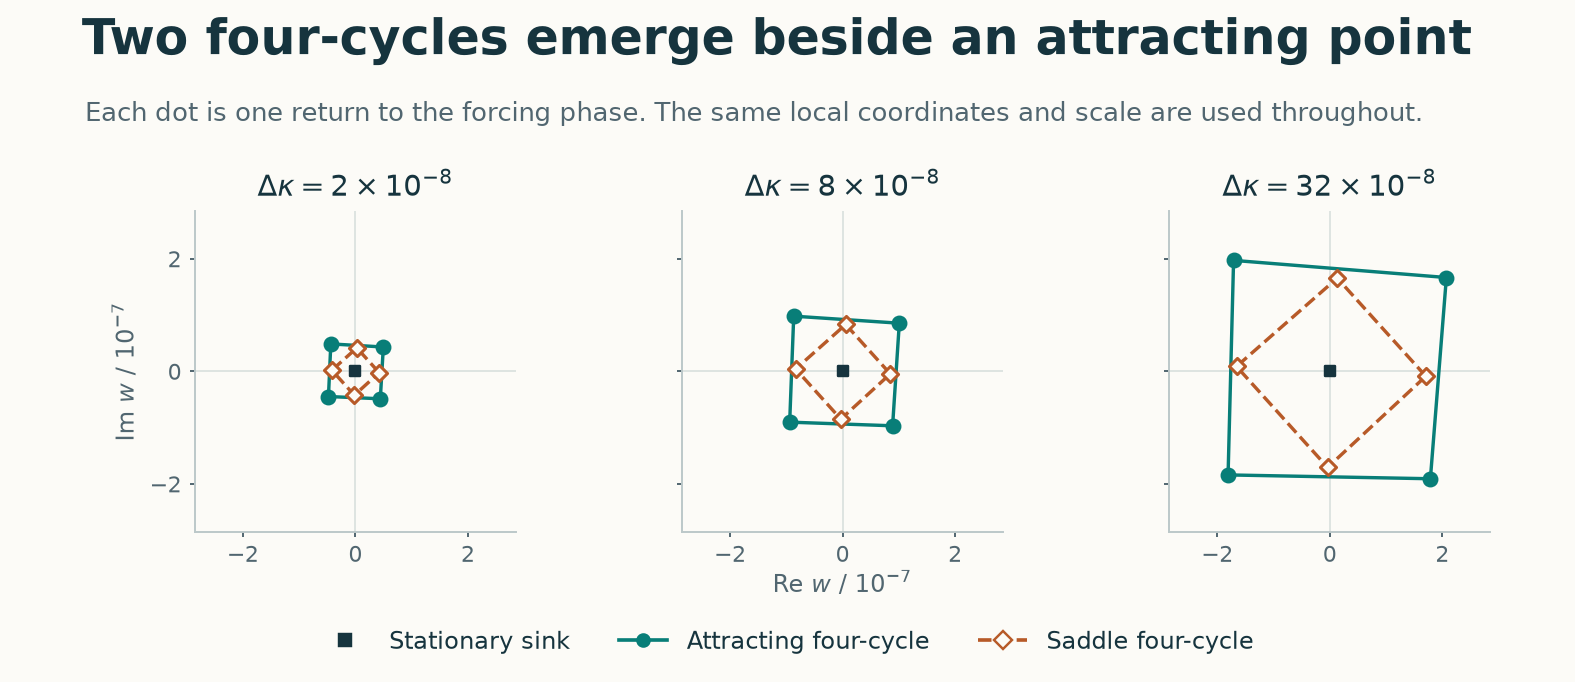 Two four-cycles emerge beside an attracting point
Each dot is one return to the forcing phase. The same local coordinates and scale are used throughout.
Δκ = 2 × 10⁻⁸
Δκ = 8 × 10⁻⁸
Δκ = 32 × 10⁻⁸
Im w / 10⁻⁷
2
0
−2
−2 0 2
−2 0 2
−2 0 2
Re w / 10⁻⁷
Stationary sink
Attracting four-cycle
Saddle four-cycle